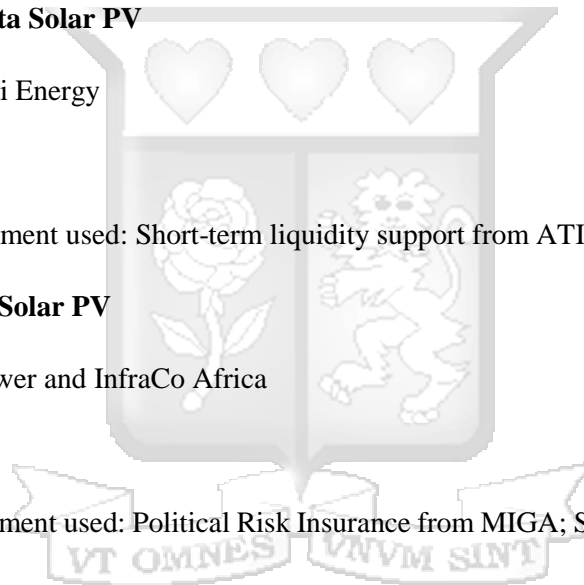 ta Solar PV
i Energy
ment used: Short-term liquidity support from ATI
Solar PV
wer and InfraCo Africa
ment used: Political Risk Insurance from MIGA; S
VT OMNES VNVM SINT